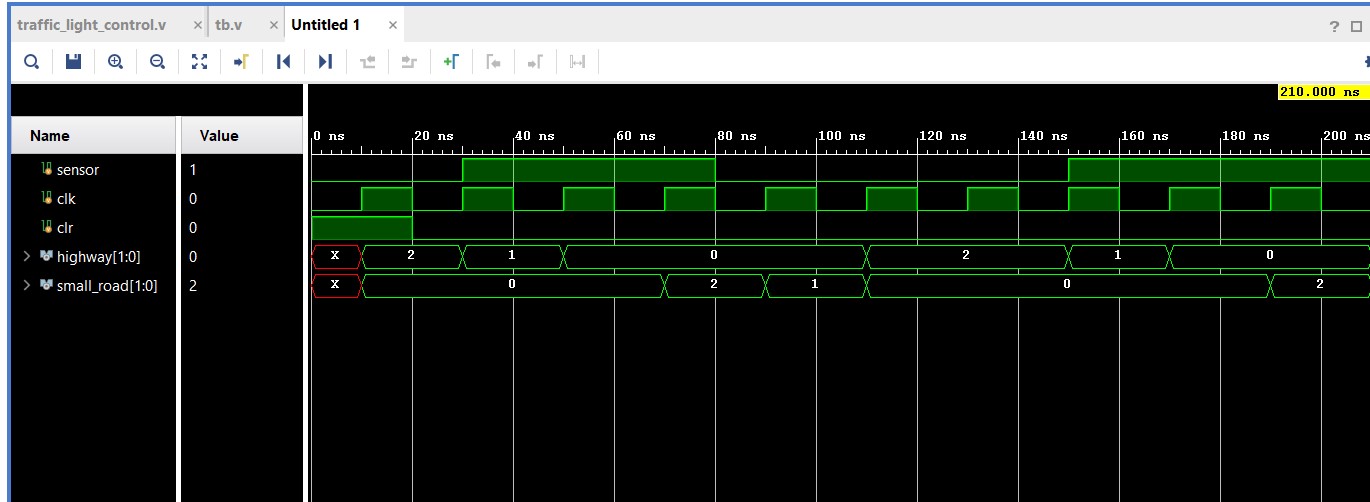 traffic_light_control.v × tb.v × Untitled 1 ×
?
210.000 ns
Name Value
0 ns 20 ns 40 ns 60 ns 80 ns 100 ns 120 ns 140 ns 160 ns 180 ns 200 ns
sensor 1
clk 0
clr 0
highway[1:0] 0 X 2 1 0 2 1 0
small_road[1:0] 2 X 0 2 1 0 2